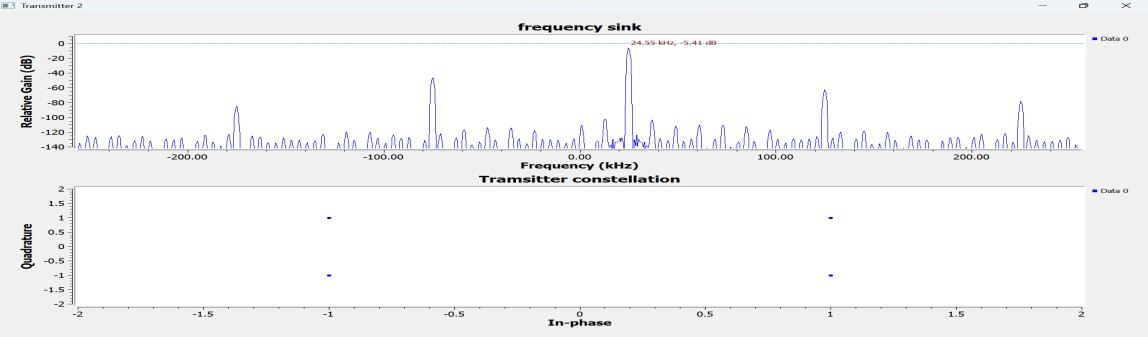 Transmitter 2
frequency sink
24.55 kHz, -5.41 dB
Data 0
Relative Gain (dB)
0
-20
-40
-60
-80
-100
-120
-140
-200.00 -100.00 0.00 100.00 200.00
Frequency (kHz)
Tramsitter constellation
Data 0
Quadrature
2
1.5
1
0.5
0
-0.5
-1
-1.5
-2
-2 -1.5 -1 -0.5 0 0.5 1 1.5 2
In-phase